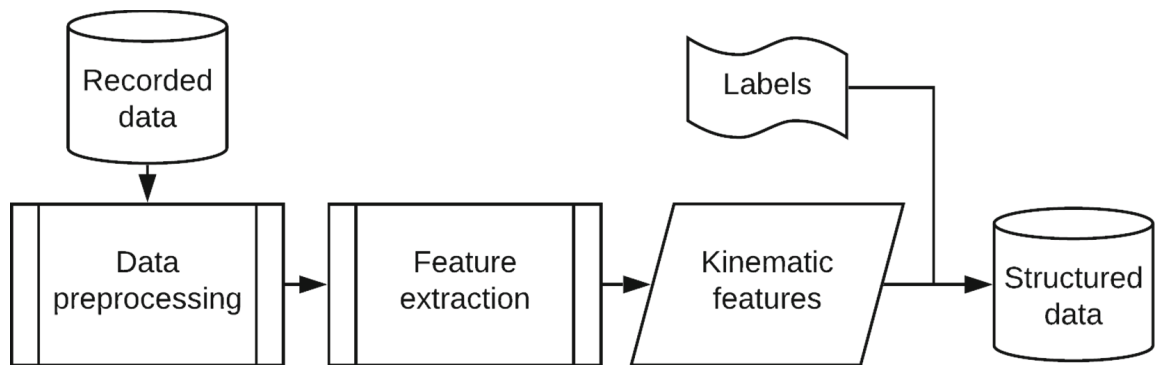 Recorded
data
Labels
Data
preprocessing
Feature
extraction
Kinematic
features
Structured
data